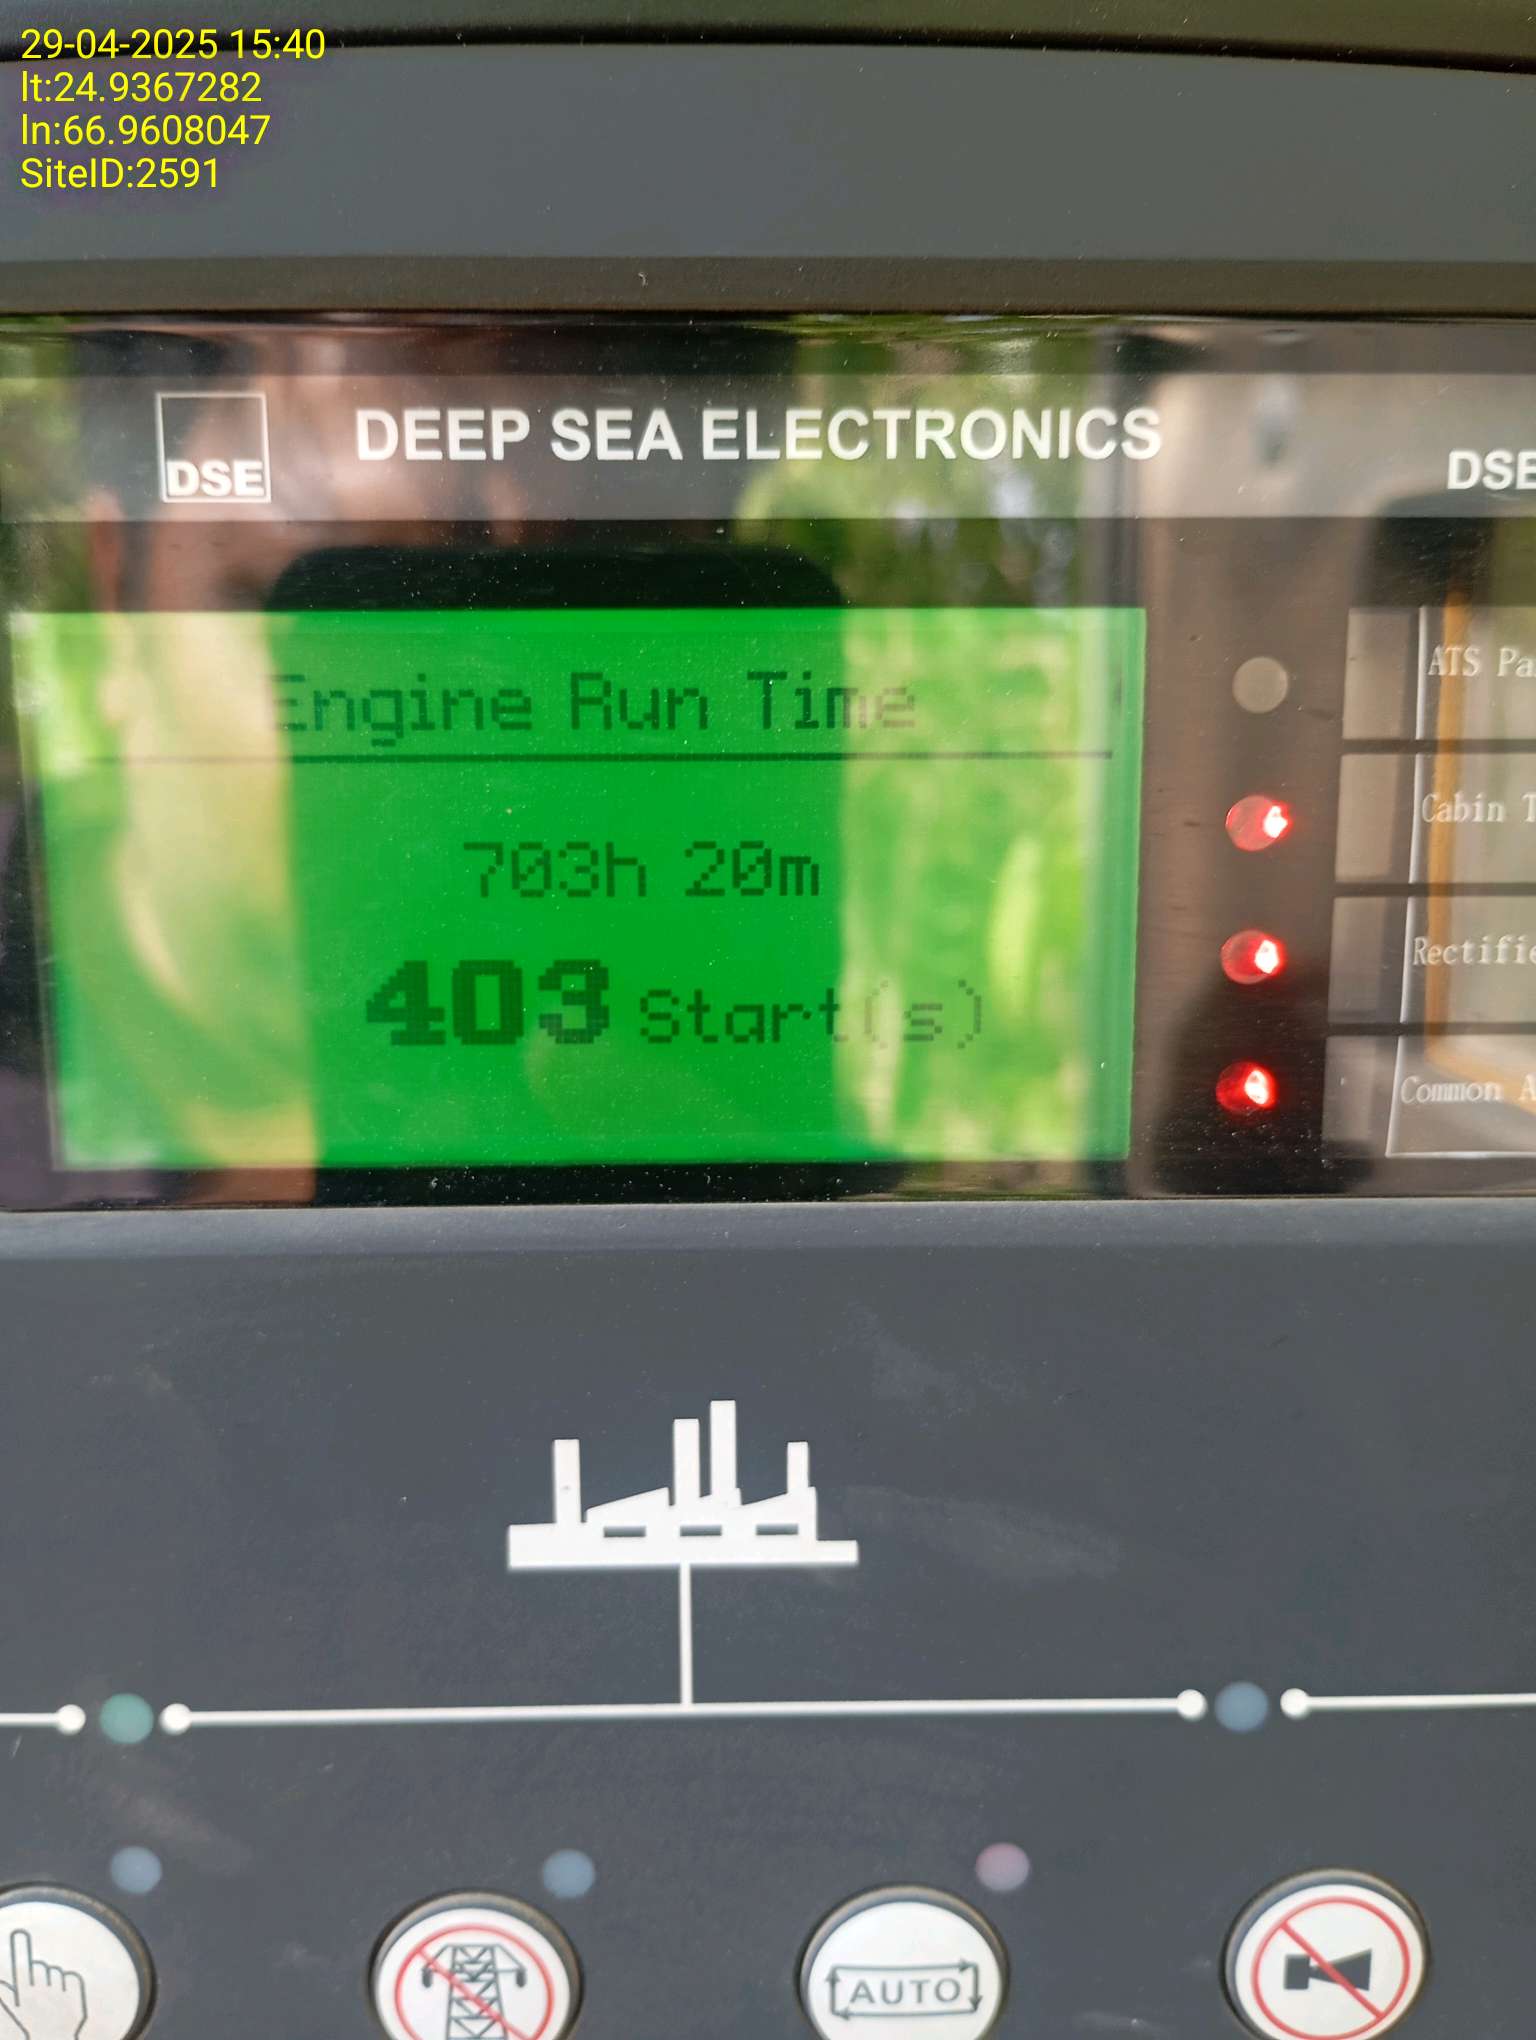 29-04-2025 15:40
lt:24.9367282
ln:66.9608047
SiteID:2591
DSE
DEEP SEA ELECTRONICS
DSE
Engine Run Time
703h 20m
403 Start(s)
ATS
Cabin
Common
AUTO